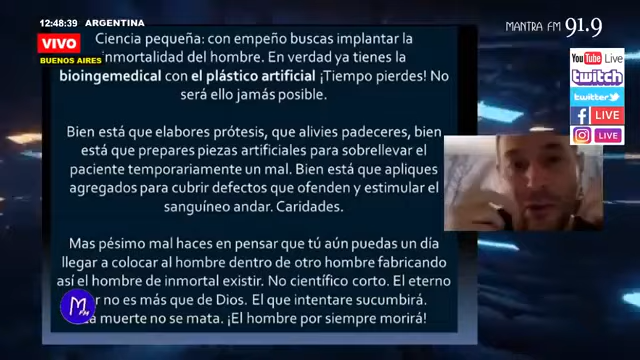 12:48:39 ARGENTINA
MANTRA FM 91.9
VIVO
BUENOS AIRES
Ciencia pequeña: con empeño buscas implantar la
inmortalidad del hombre. En verdad ya tienes la
bioingemedical con el plástico artificial ¡Tiempo pierdes! No
será ello jamás posible.
Bien está que elabores prótesis, que alivies padeceres, bien
está que prepares piezas artificiales para sobrellevar el
paciente temporariamente un mal. Bien está que apliques
agregados para cubrir defectos que ofenden y estimular el
sanguíneo andar. Caridades.
Mas pésimo mal haces en pensar que tú aún puedas un día
llegar a colocar al hombre dentro de otro hombre fabricando
así el hombre de inmortal existir. No científico corto. El eterno
r no es más que de Dios. El que intentare sucumbirá.
La muerte no se mata. ¡El hombre por siempre morirá!
YouTube Live
twitch
twitter
LIVE
LIVE